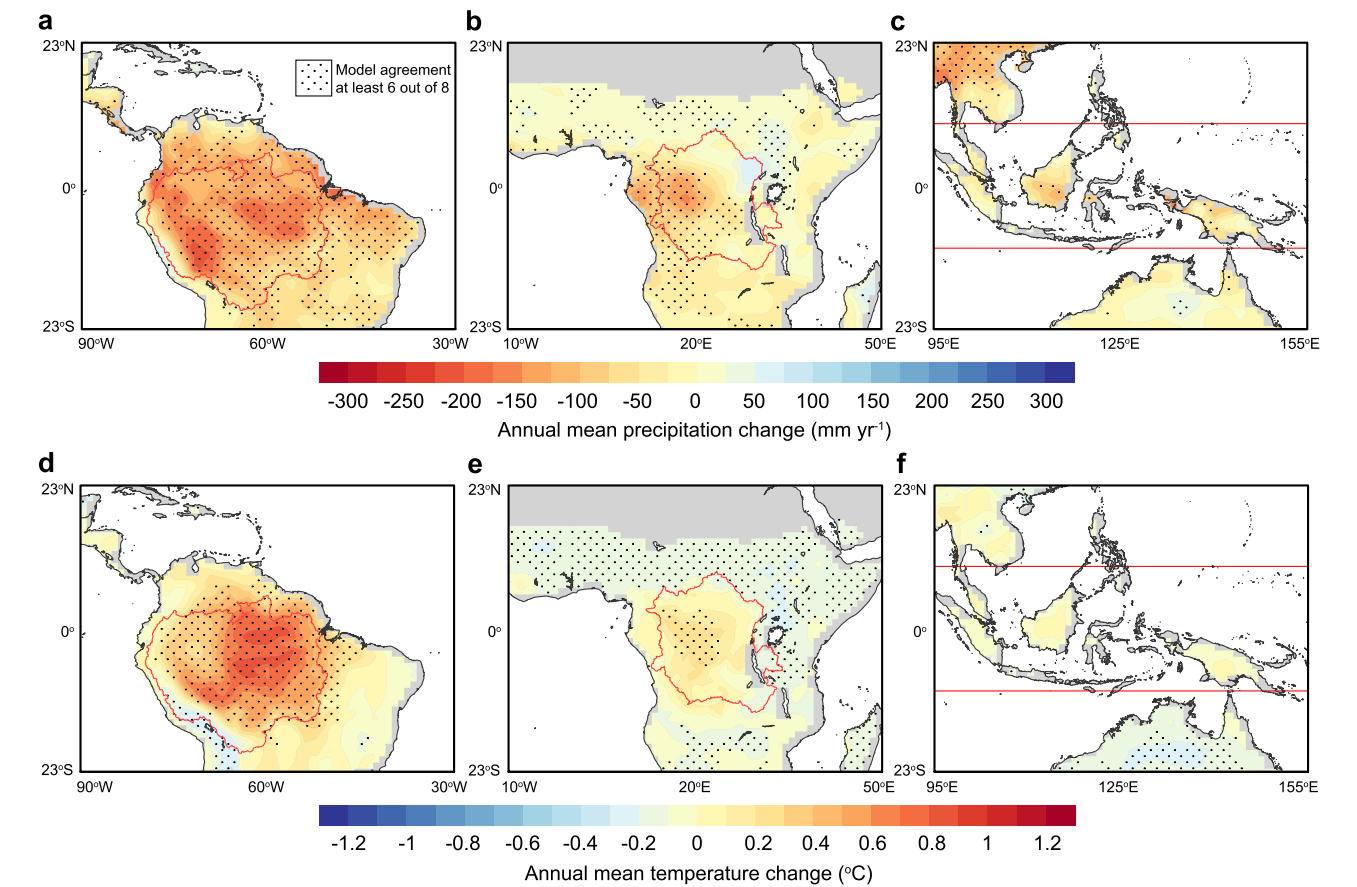 a
b
c
23°N
23°N
23°N
Model agreement
at least 6 out of 8
0°
0°
0°
23°S
23°S
23°S
90°W
60°W
30°W
10°W
20°E
50°E
95°E
125°E
155°E
-300
-250
-200
-150
-100
-50
0
50
100
150
200
250
300
Annual mean precipitation change (mm yr⁻¹)
d
e
f
23°N
23°N
23°N
0°
0°
0°
23°S
23°S
23°S
90°W
60°W
30°W
10°W
20°E
50°E
95°E
125°E
155°E
-1.2
-1
-0.8
-0.6
-0.4
-0.2
0
0.2
0.4
0.6
0.8
1
1.2
Annual mean temperature change (°C)